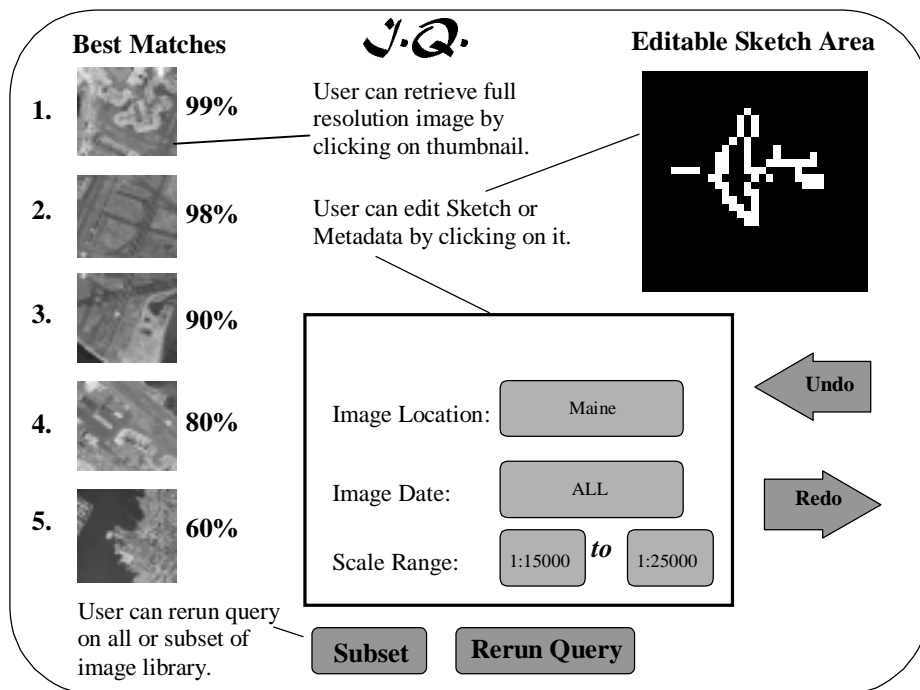 Best Matches
I.Q.
Editable Sketch Area
1.
99%
User can retrieve full
resolution image by
clicking on thumbnail.
2.
98%
User can edit Sketch or
Metadata by clicking on it.
3.
90%
4.
80%
5.
60%
Image Location:
Maine
Image Date:
ALL
Scale Range:
1:15000
to
1:25000
Undo
Redo
User can rerun query
on all or subset of
image library.
Subset
Rerun Query